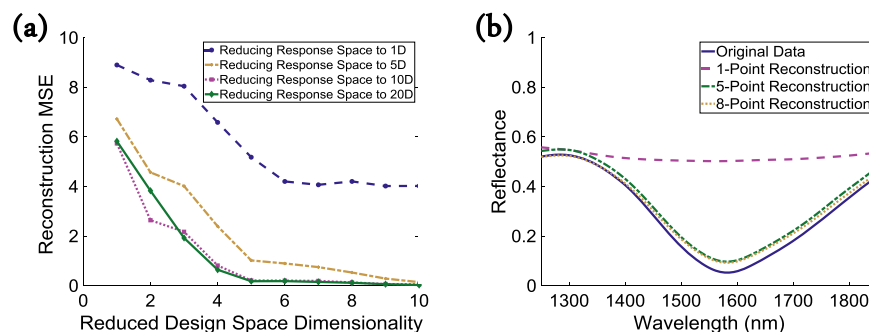 (a)
10
8
6
4
2
0
Reconstruction MSE
Reducing Response Space to 1D
Reducing Response Space to 5D
Reducing Response Space to 10D
Reducing Response Space to 20D
0 2 4 6 8 10
Reduced Design Space Dimensionality
(b)
1
0.8
0.6
0.4
0.2
0
Reflectance
Original Data
1-Point Reconstruction
5-Point Reconstruction
8-Point Reconstruction
1300 1400 1500 1600 1700 1800
Wavelength (nm)